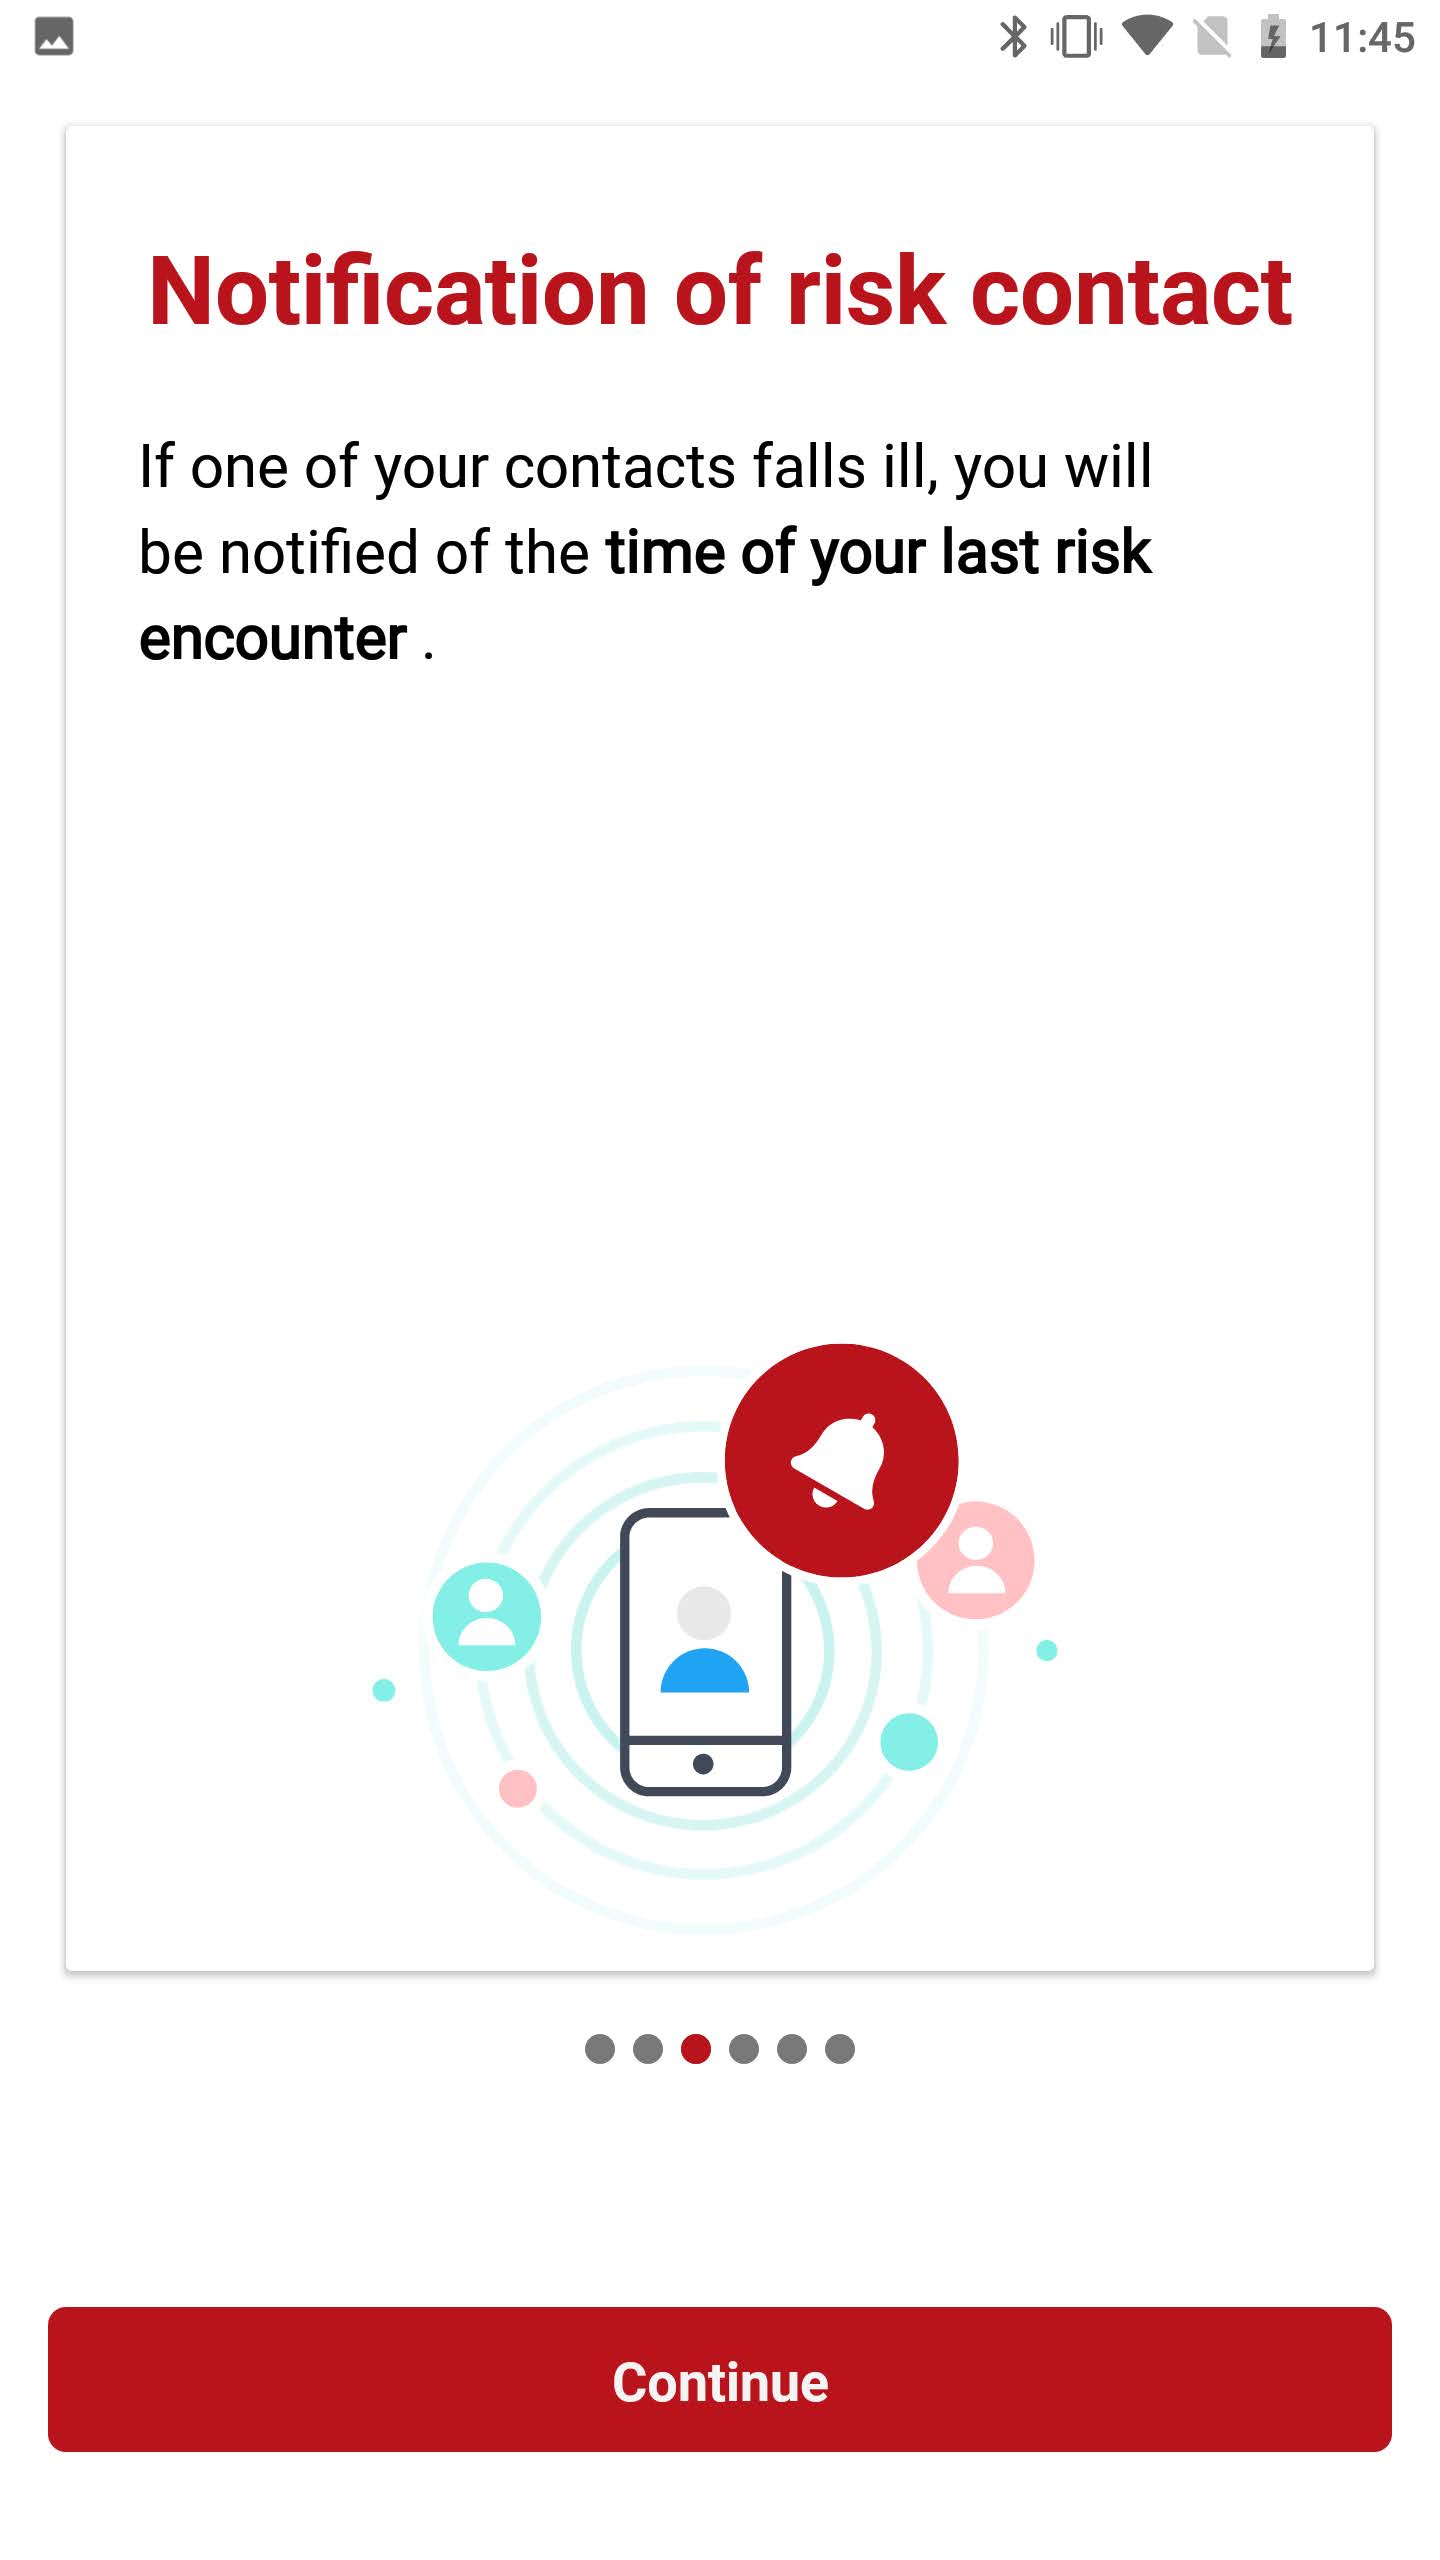 11:45
Notification of risk contact
If one of your contacts falls ill, you will
be notified of the time of your last risk
encounter .
Continue